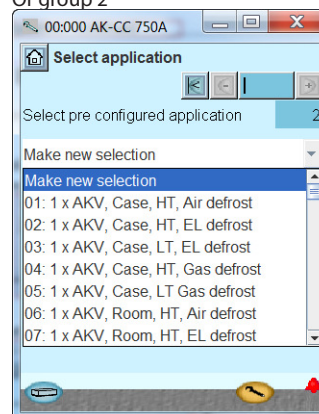 Or group 2
00:000 AK-CC 750A
Select application
Select pre configured application 2
Make new selection
Make new selection
01: 1 x AKV, Case, HT, Air defrost
02: 1 x AKV, Case, HT, EL defrost
03: 1 x AKV, Case, LT, EL defrost
04: 1 x AKV, Case, HT, Gas defrost
05: 1 x AKV, Case, LT Gas defrost
06: 1 x AKV, Room, HT, Air defrost
07: 1 x AKV, Room, HT, EL defrost